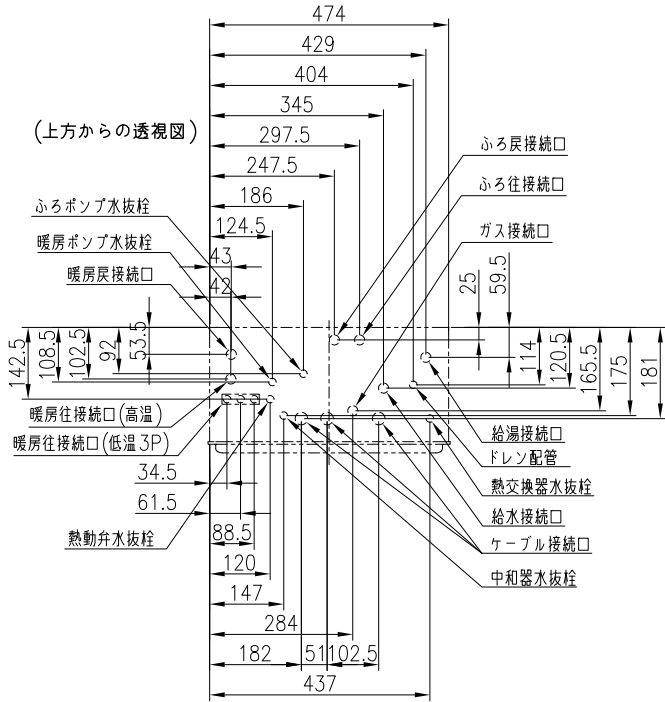 474
429
404
345
(上方からの透視図)
297.5
ふろ戻接続口
247.5
ふろ往接続口
186
ふろポンプ水抜栓
124.5
ガス接続口
暖房ポンプ水抜栓
43
暖房戻接続口
42
25
59.5
142.5
108.5
102.5
92
53.5
114
120.5
165.5
175
181
暖房往接続口(高温)
暖房往接続口(低温3P)
給湯接続口
ドレン配管
34.5
熱交換器水抜栓
61.5
給水接続口
熱動弁水抜栓
88.5
ケーブル接続口
120
中和器水抜栓
147
284
182
51
102.5
437